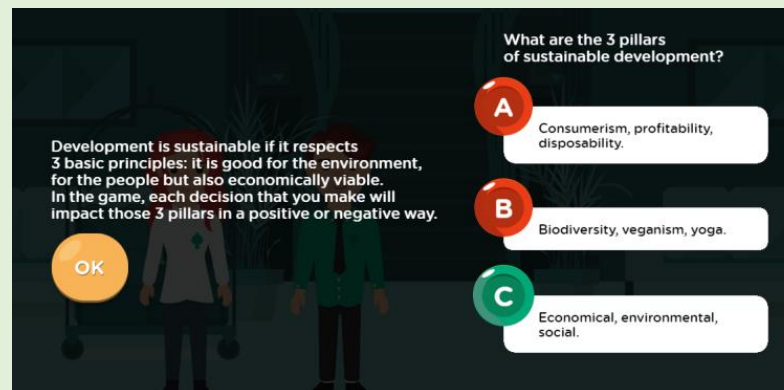 Development is sustainable if it respects
3 basic principles: it is good for the environment,
for the people but also economically viable.
In the game, each decision that you make will
impact those 3 pillars in a positive or negative way.
OK
What are the 3 pillars
of sustainable development?
A
Consumerism, profitability,
disposability.
B
Biodiversity, veganism, yoga.
C
Economical, environmental,
social.